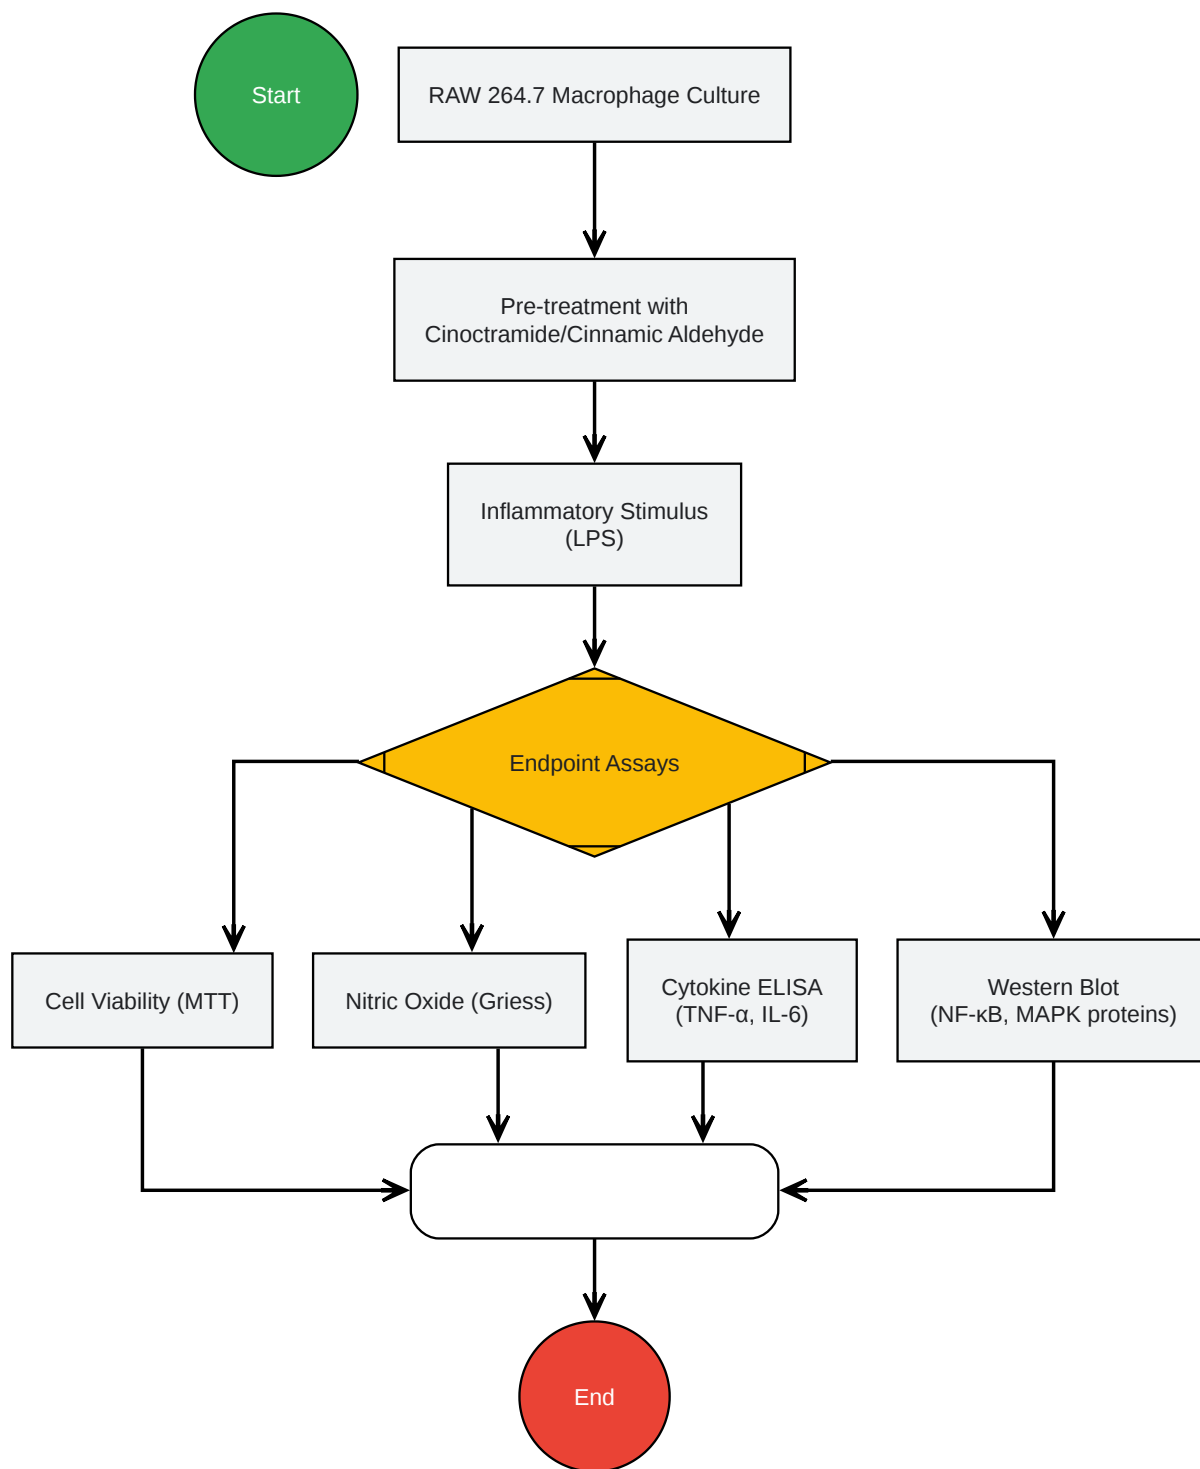 Start
RAW 264.7 Macrophage Culture
Pre-treatment with
Cinoctramide/Cinnamic Aldehyde
Inflammatory Stimulus
(LPS)
Endpoint Assays
Cell Viability (MTT)
Nitric Oxide (Griess)
Cytokine ELISA
(TNF-α, IL-6)
Western Blot
(NF-κB, MAPK proteins)
End